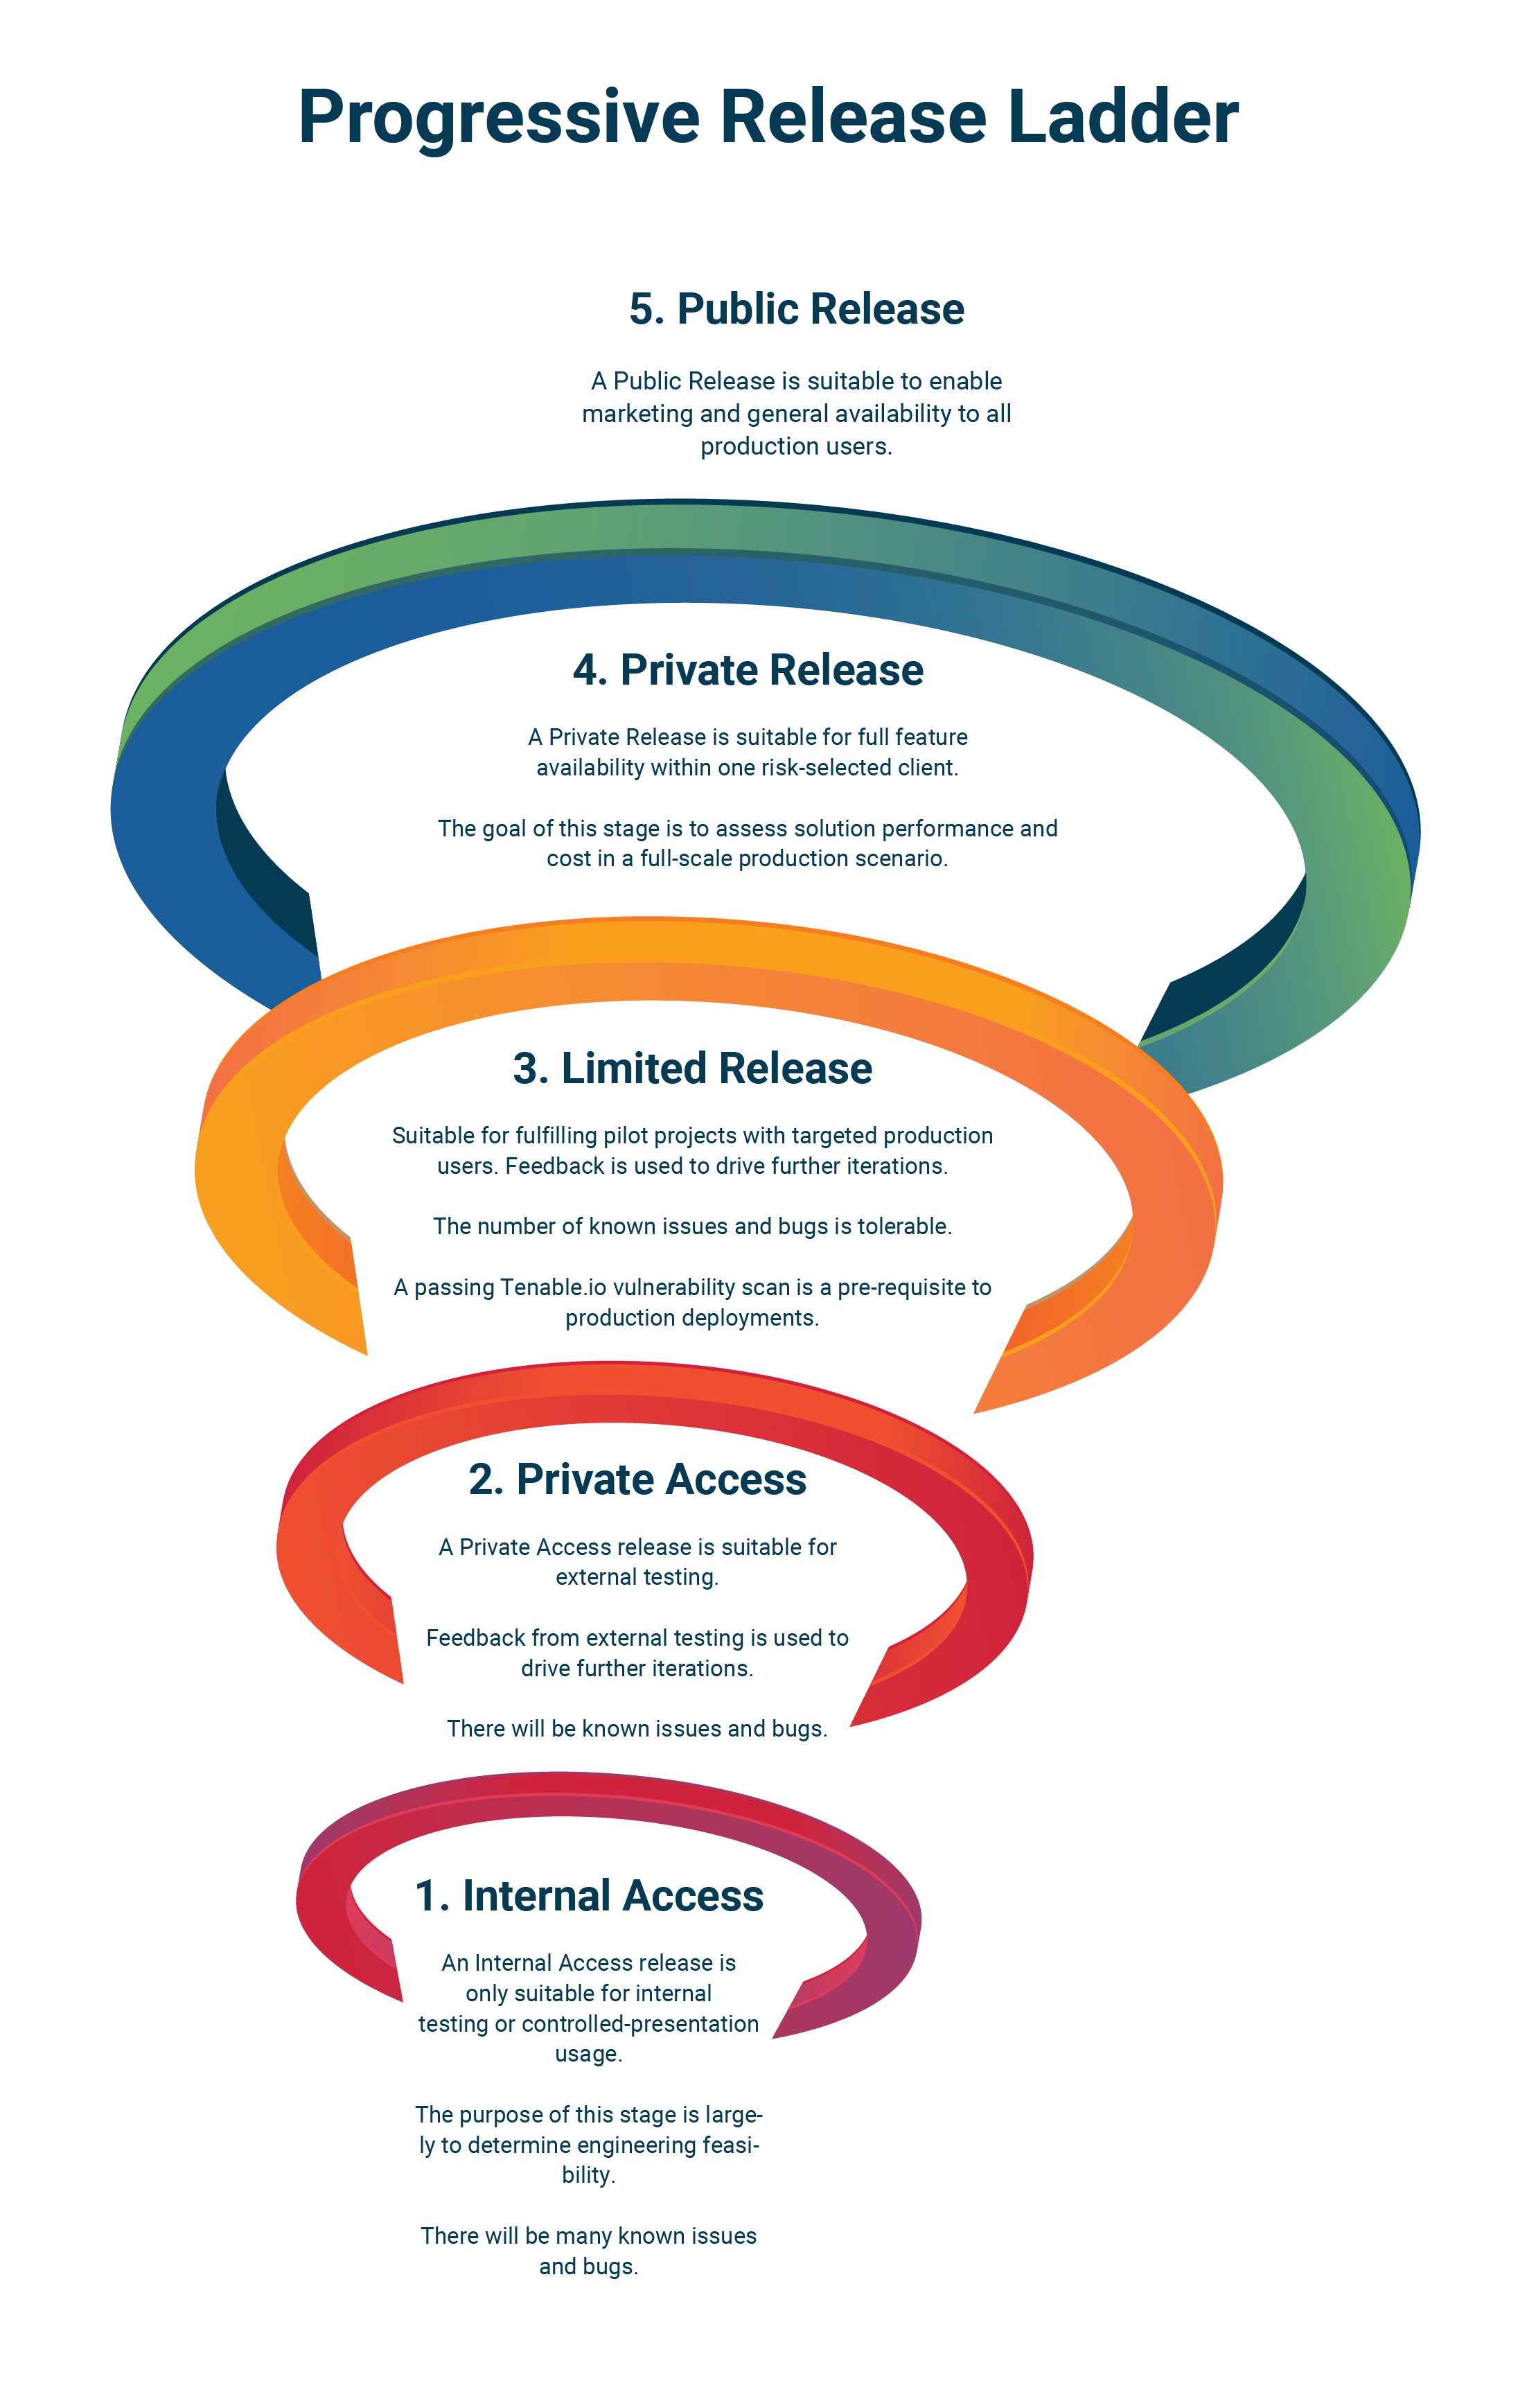 Progressive Release Ladder
5. Public Release
A Public Release is suitable to enable
marketing and general availability to all
production users.
4. Private Release
A Private Release is suitable for full feature
availability within one risk-selected client.
The goal of this stage is to assess solution performance and
cost in a full-scale production scenario.
3. Limited Release
Suitable for fulfilling pilot projects with targeted production
users. Feedback is used to drive further iterations.
The number of known issues and bugs is tolerable.
A passing Tenable.io vulnerability scan is a pre-requisite to
production deployments.
2. Private Access
A Private Access release is suitable for
external testing.
Feedback from external testing is used to
drive further iterations.
There will be known issues and bugs.
1. Internal Access
An Internal Access release is
only suitable for internal
testing or controlled-presentation
usage.
The purpose of this stage is large-
ly to determine engineering feasi-
bility.
There will be many known issues
and bugs.